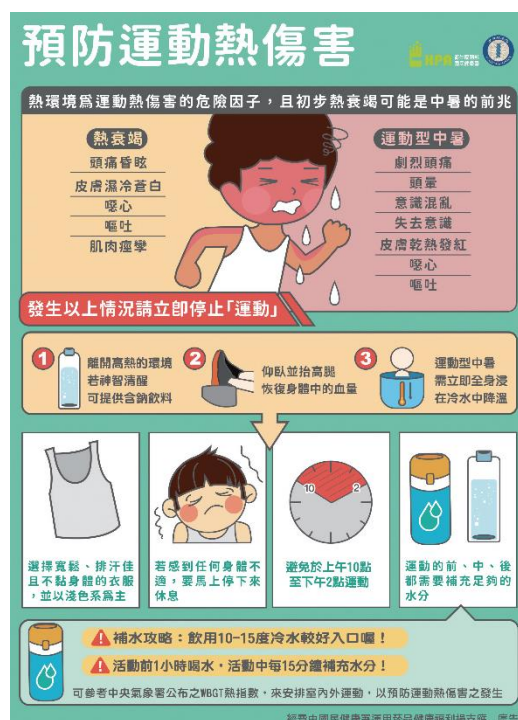 預防運動熱傷害
HPA
熱環境為運動熱傷害的危險因子，且初步熱衰竭可能是中暑的前兆
熱衰竭
頭痛昏眩
皮膚濕冷蒼白
噁心
嘔吐
肌肉痙攣
運動型中暑
劇烈頭痛
頭暈
意識混亂
失去意識
皮膚乾熱發紅
噁心
嘔吐
發生以上情況請立即停止「運動」
1
離開高熱的環境
若神智清醒
可提供含鈉飲料
2
仰臥並抬高腿
恢復身體中的血量
3
運動型中暑
需立即全身浸
在冷水中降溫
選擇寬鬆、排汗佳
且不黏身體的衣服
，並以淺色系為主
若感到任何身體不
適，要馬上停下來
休息
10
2
避免於上午10點
至下午2點運動
運動的前、中、後
都需要補充足夠的
水分
補水攻略：飲用10-15度冷水較好入口喔！
活動前1小時喝水，活動中每15分鐘補充水分！
可參考中央氣象署公布之WBGT熱指數，來安排室內外運動，以預防運動熱傷害之發生